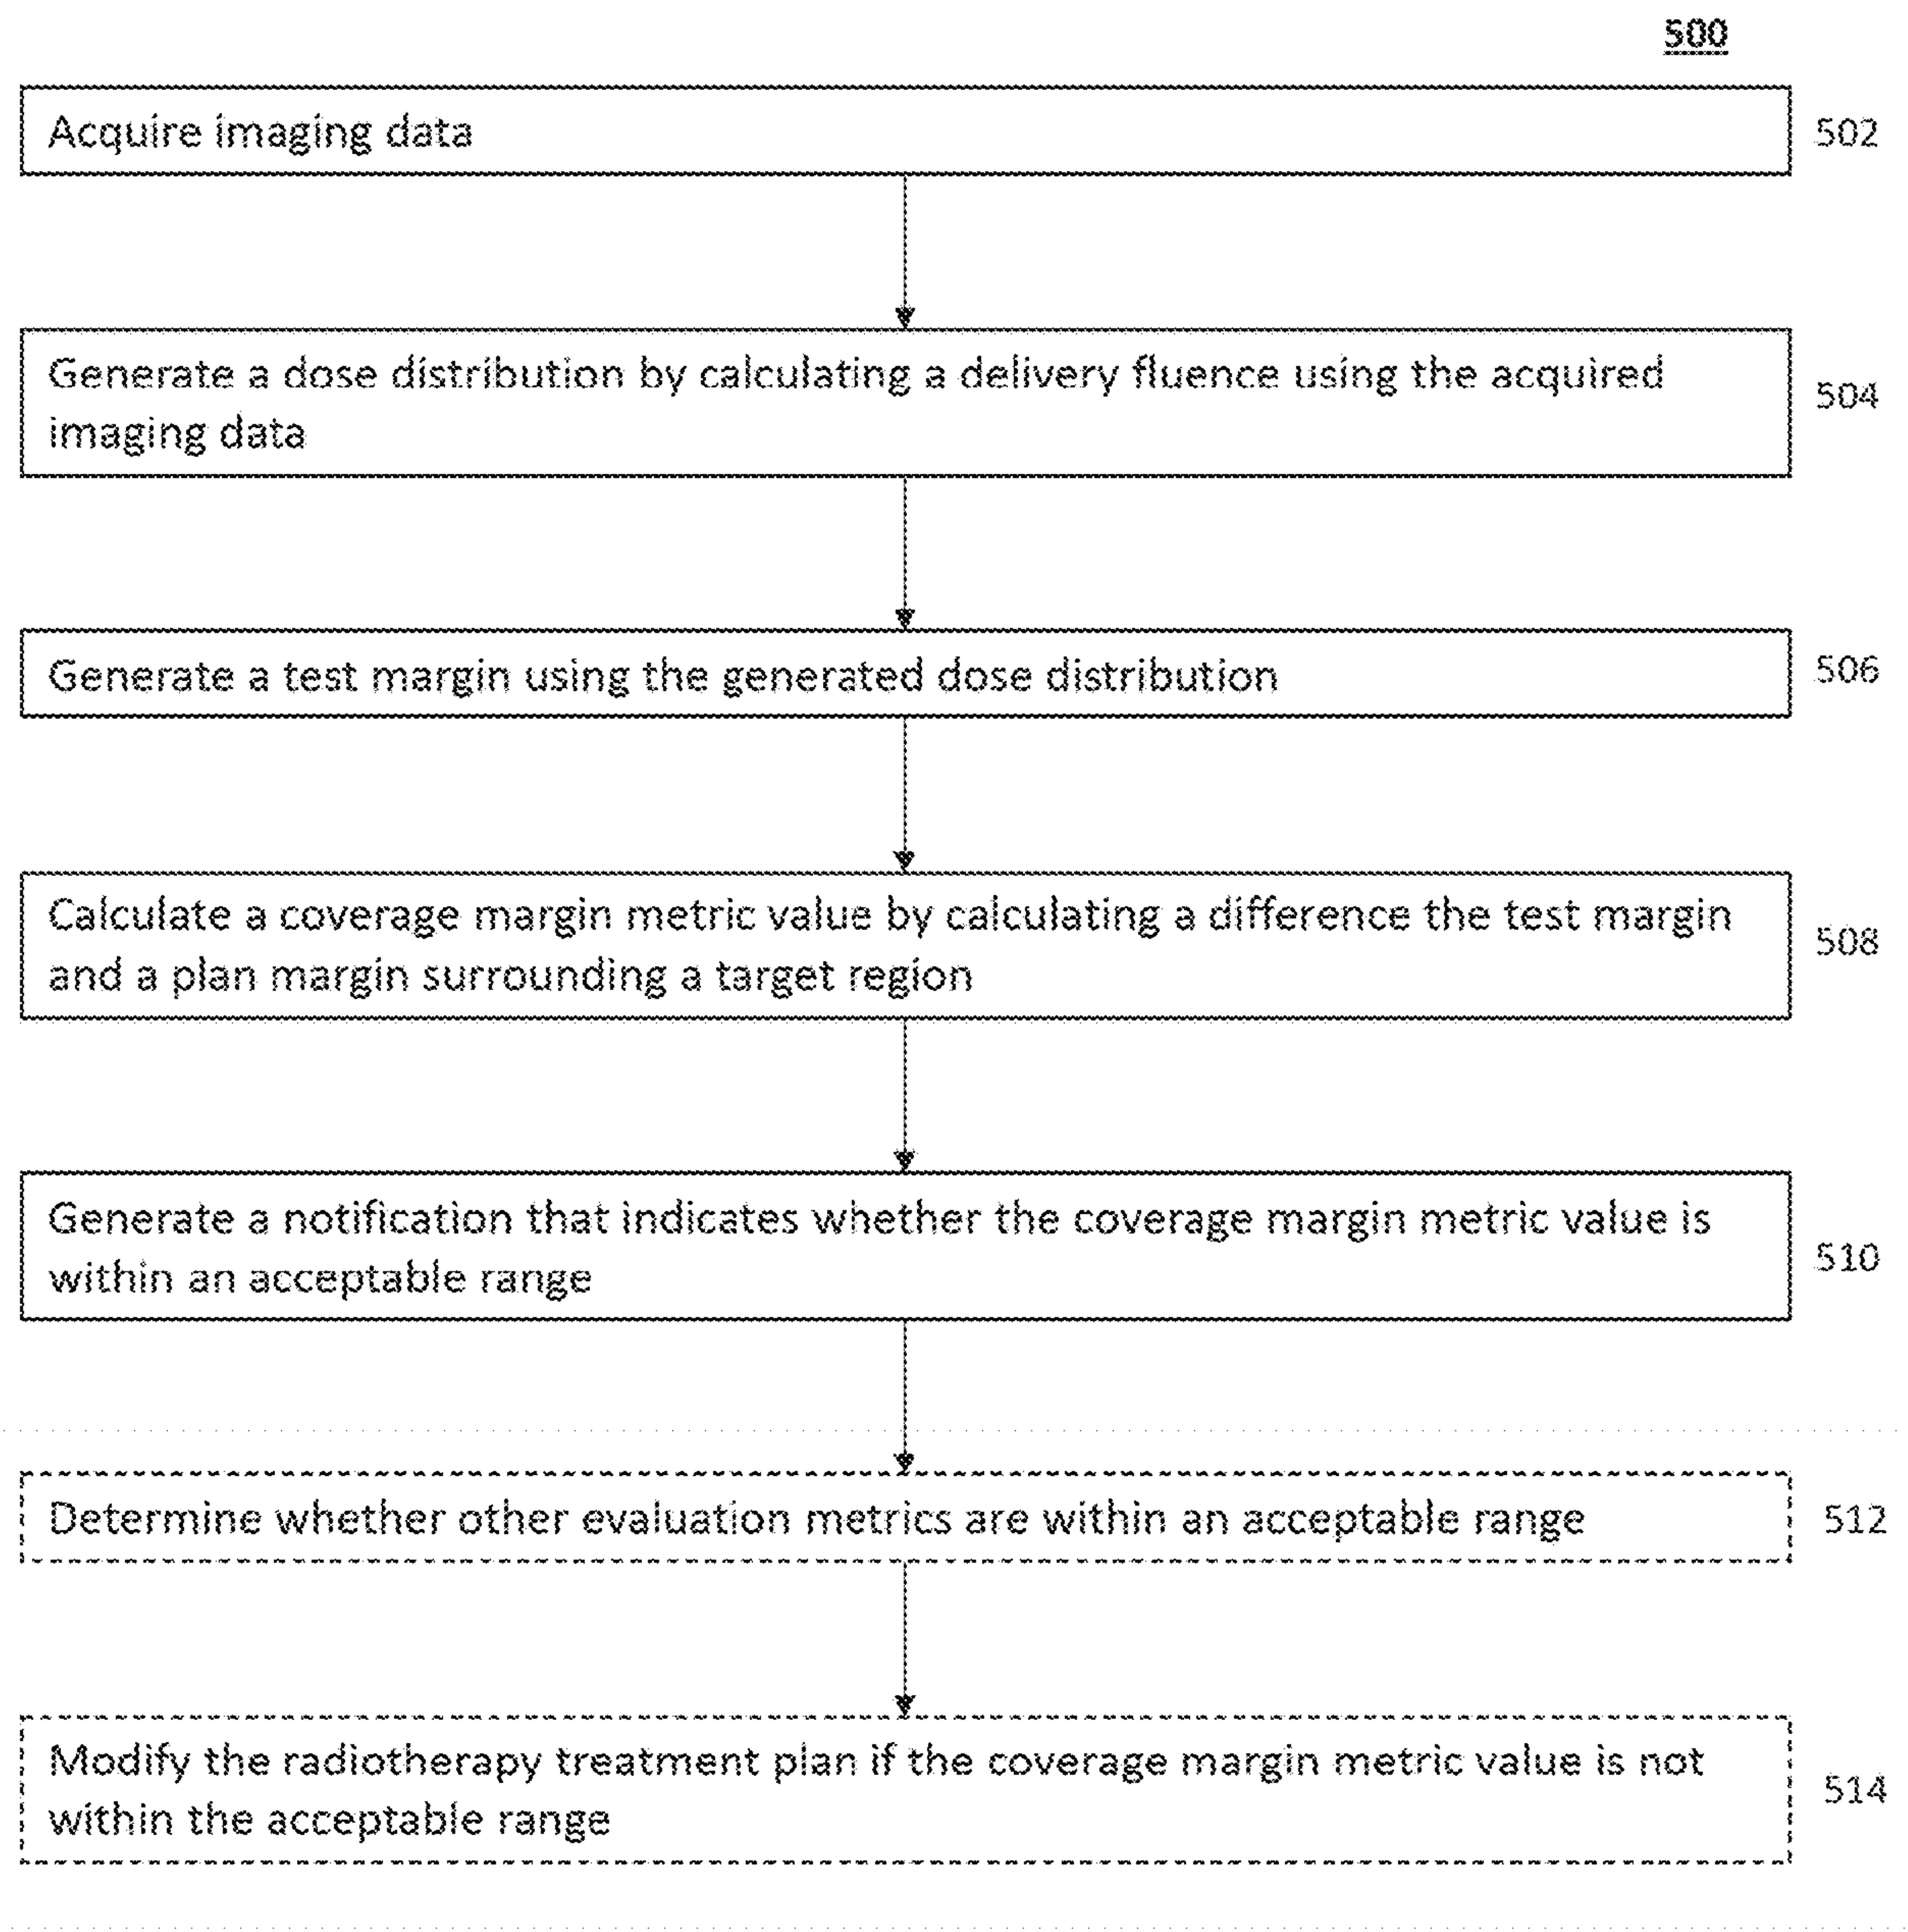 500
Acquire imaging data
502
Generate a dose distribution by calculating a delivery fluence using the acquired
imaging data
504
Generate a test margin using the generated dose distribution
506
Calculate a coverage margin metric value by calculating a difference the test margin
and a plan margin surrounding a target region
508
Generate a notification that indicates whether the coverage margin metric value is
within an acceptable range
510
Determine whether other evaluation metrics are within an acceptable range
512
Modify the radiotherapy treatment plan if the coverage margin metric value is not
within the acceptable range
514